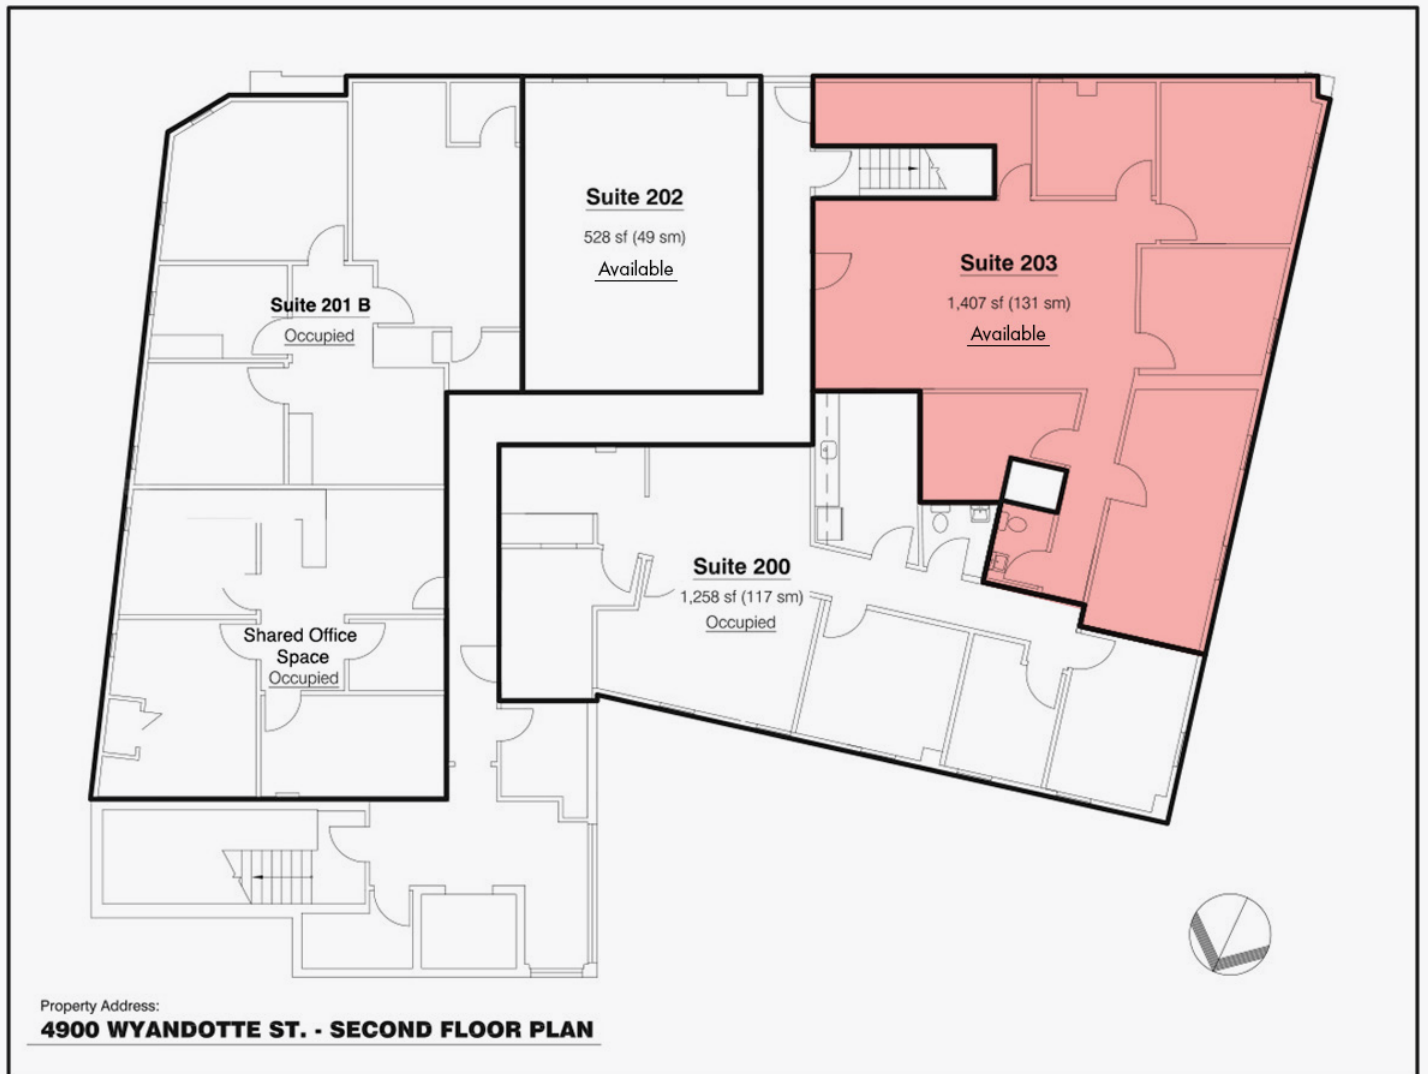 Suite 202
528 sf (49 sm)
Available
Suite 203
1,407 sf (131 sm)
Available
Suite 201 B
Occupied
Suite 200
1,258 sf (117 sm)
Occupied
Shared Office
Space
Occupied
Property Address:
4900 WYANDOTTE ST. - SECOND FLOOR PLAN